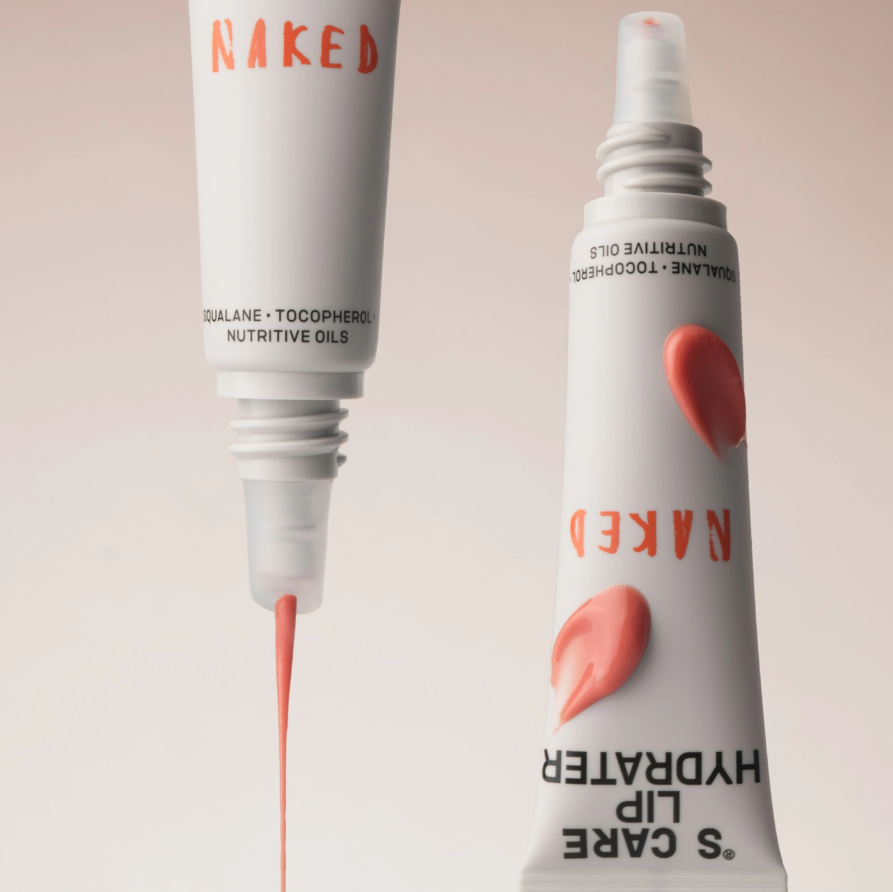 NAKED
SQUALANE • TOCOPHEROL •
NUTRITIVE OILS
S CARE®
LIP
HYDRATER
NAKED
SQUALANE • TOCOPHEROL •
NUTRITIVE OILS